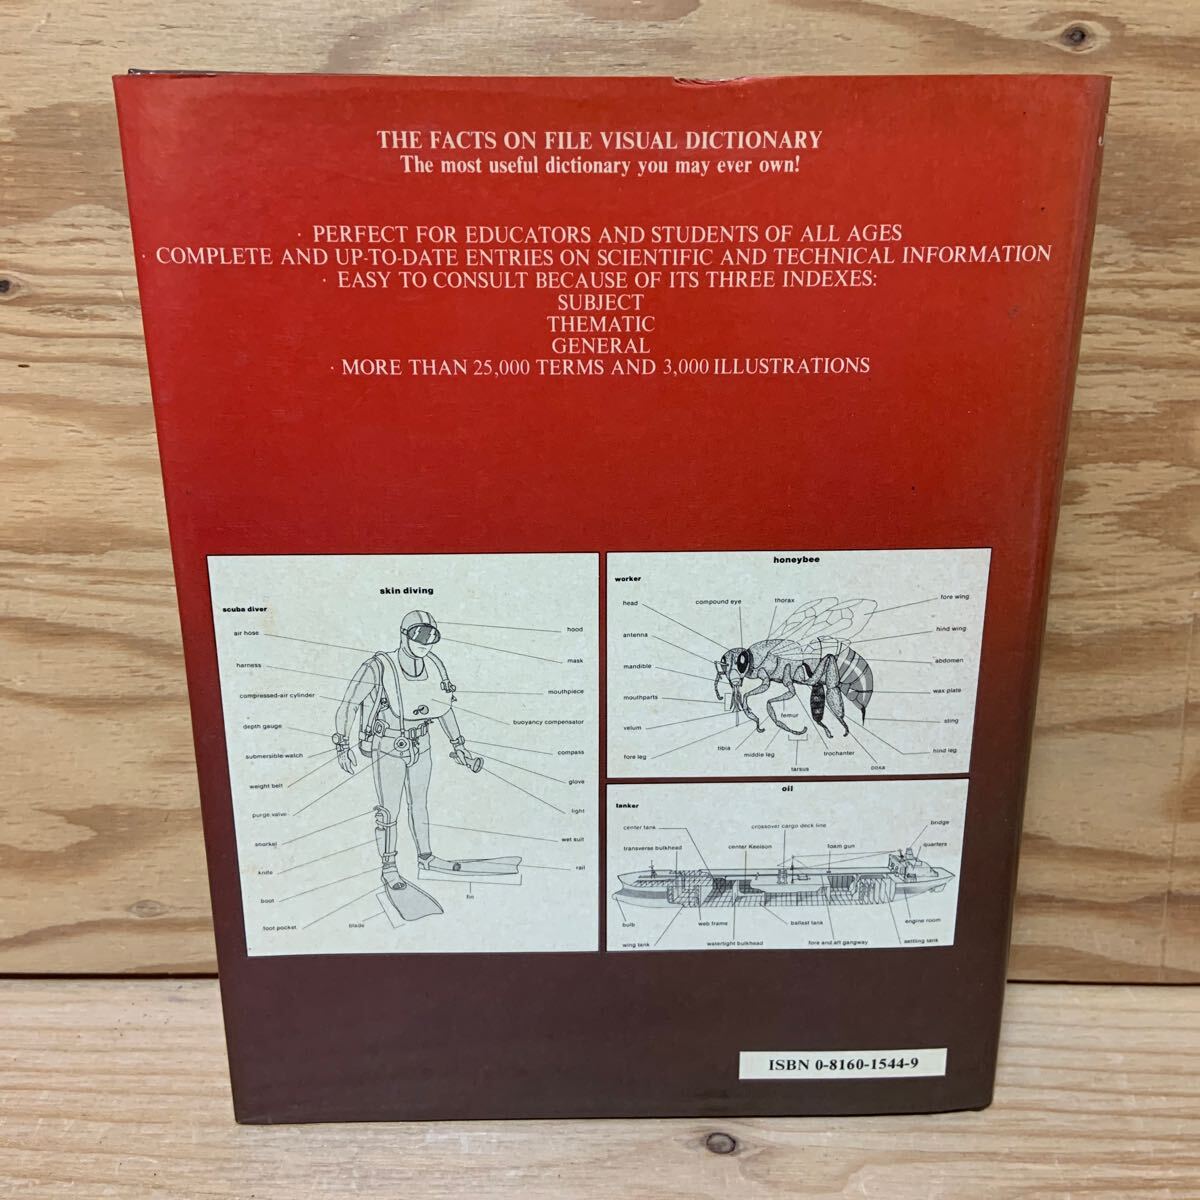 THE FACTS ON FILE VISUAL DICTIONARY
The most useful dictionary you may ever own!
· PERFECT FOR EDUCATORS AND STUDENTS OF ALL AGES
· COMPLETE AND UP-TO-DATE ENTRIES ON SCIENTIFIC AND TECHNICAL INFORMATION
· EASY TO CONSULT BECAUSE OF ITS THREE INDEXES:
SUBJECT
THEMATIC
GENERAL
· MORE THAN 25,000 TERMS AND 3,000 ILLUSTRATIONS
skin diving
scuba diver
air hose
harness
compressed-air cylinder
depth gauge
submersible watch
weight belt
purge valve
snorkel
knife
boot
foot pocket
blade
fin
hood
mask
mouthpiece
buoyancy compensator
compass
glove
light
wet suit
rail
honeybee
worker
head
compound eye
thorax
fore wing
antenna
hind wing
mandible
abdomen
mouthparts
wax plate
velum
femur
sting
fore leg
tibia
middle leg
tarsus
trochanter
coxa
hind leg
oil
tanker
center tank
crossover cargo deck line
bridge
transverse bulkhead
center Keelson
foam gun
quarters
bulb
web frame
ballast tank
engine room
wing tank
watertight bulkhead
fore and aft gangway
settling tank
ISBN 0-8160-1544-9